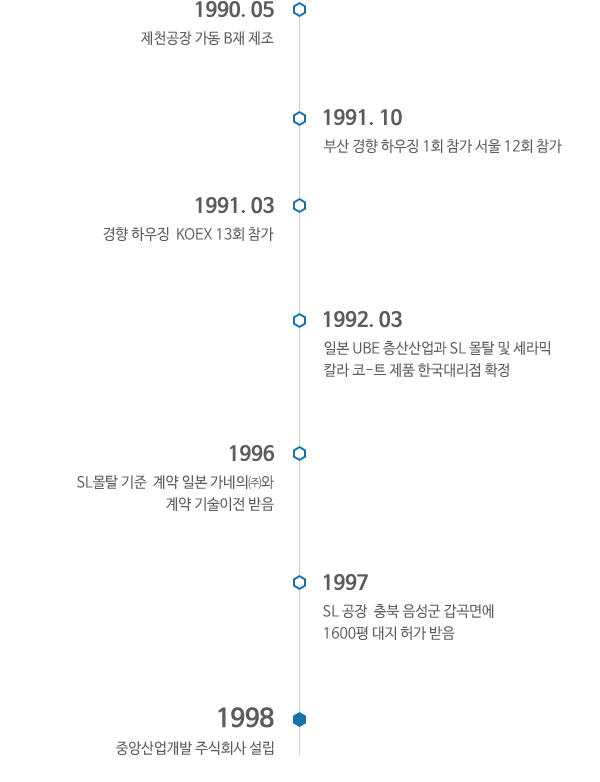 1990. 05
제천공장 가동 B재 제조
1991. 10
부산 경향 하우징 1회 참가 서울 12회 참가
1991. 03
경향 하우징 KOEX 13회 참가
1992. 03
일본 UBE 층산산업과 SL 몰탈 및 세라믹
칼라 코-트 제품 한국대리점 확정
1996
SL몰탈 기준 계약 일본 가네의㈜와
계약 기술이전 받음
1997
SL 공장 충북 음성군 갑곡면에
1600평 대지 허가 받음
1998
중앙산업개발 주식회사 설립